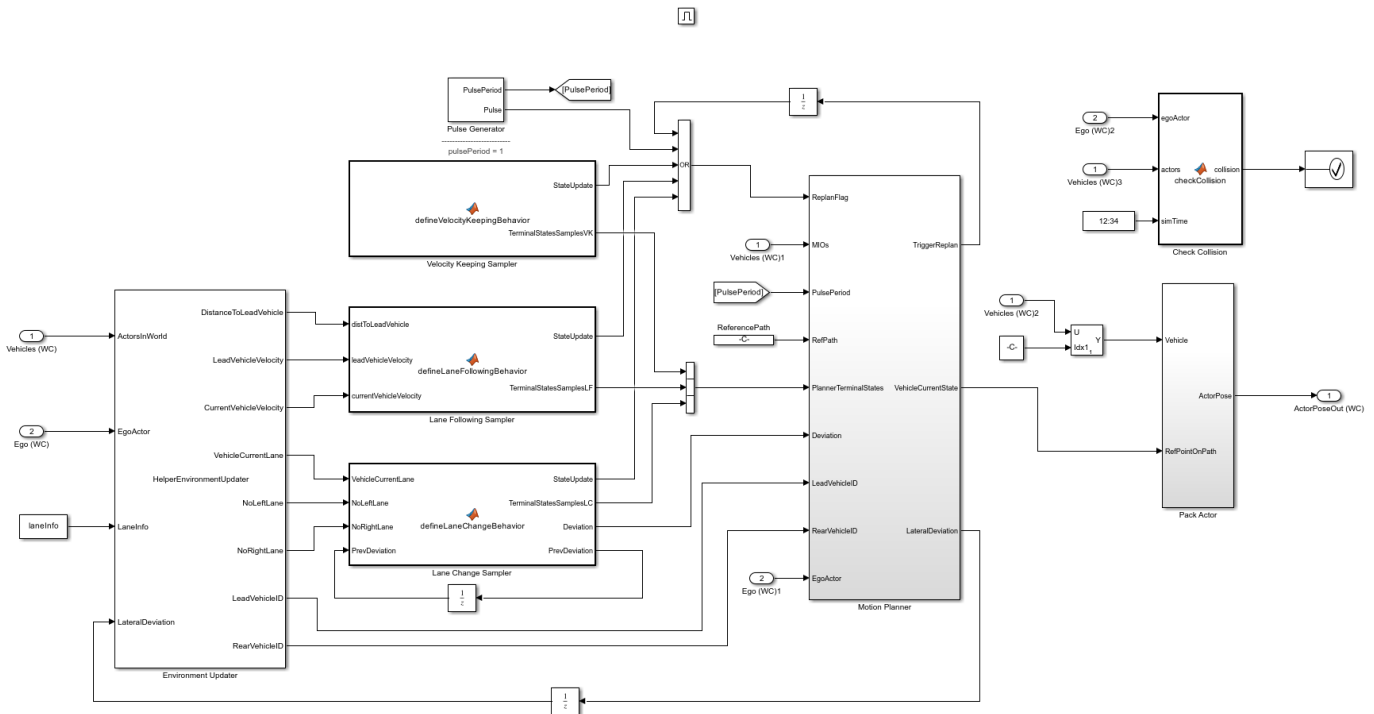 PulsePeriod
Pulse
Pulse Generator
pulsePeriod = 1
[PulsePeriod]
1
z
OR
StateUpdate
defineVelocityKeepingBehavior
TerminalStatesSamplesVK
Velocity Keeping Sampler
1
Vehicles (WC)
2
Ego (WC)
laneInfo
ActorsInWorld
EgoActor
LaneInfo
LateralDeviation
HelperEnvironmentUpdater
DistanceToLeadVehicle
LeadVehicleVelocity
CurrentVehicleVelocity
VehicleCurrentLane
NoLeftLane
NoRightLane
LeadVehicleID
RearVehicleID
Environment Updater
distToLeadVehicle
leadVehicleVelocity
currentVehicleVelocity
defineLaneFollowingBehavior
StateUpdate
TerminalStatesSamplesLF
Lane Following Sampler
VehicleCurrentLane
NoLeftLane
NoRightLane
PrevDeviation
defineLaneChangeBehavior
StateUpdate
TerminalStatesSamplesLC
Deviation
PrevDeviation
Lane Change Sampler
1
z
1
z
1
Vehicles (WC)1
[PulsePeriod]
ReferencePath
-C-
2
Ego (WC)1
ReplanFlag
MIOs
PulsePeriod
RefPath
PlannerTerminalStates
Deviation
LeadVehicleID
RearVehicleID
EgoActor
TriggerReplan
VehicleCurrentState
LateralDeviation
Motion Planner
2
Ego (WC)2
1
Vehicles (WC)3
12:34
egoActor
actors
simTime
checkCollision
collision
Check Collision
1
Vehicles (WC)2
-C-
U
Idx1
1
Y
Vehicle
RefPointOnPath
ActorPose
Pack Actor
1
ActorPoseOut (WC)